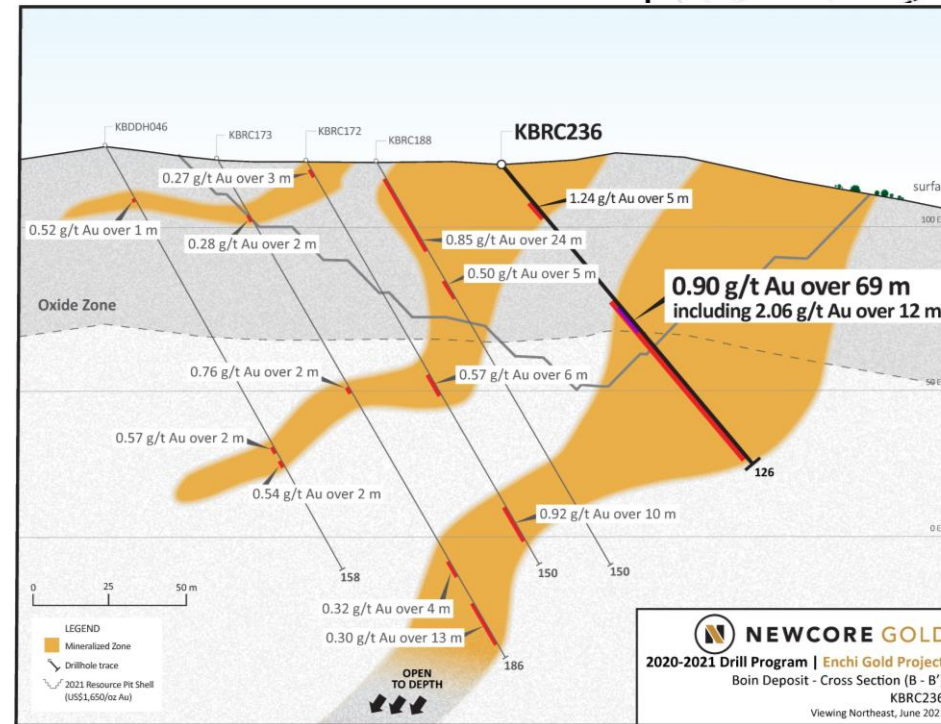 KBDDH046
KBRC173
KBRC172
KBRC188
KBRC236
0.27 g/t Au over 3 m
0.52 g/t Au over 1 m
0.28 g/t Au over 2 m
1.24 g/t Au over 5 m
0.85 g/t Au over 24 m
0.50 g/t Au over 5 m
100 E
Oxide Zone
0.90 g/t Au over 69 m
including 2.06 g/t Au over 12 m
0.76 g/t Au over 2 m
0.57 g/t Au over 6 m
50 E
0.57 g/t Au over 2 m
0.54 g/t Au over 2 m
126
0.92 g/t Au over 10 m
0 E
158
150
150
0 25 50 m
0.32 g/t Au over 4 m
0.30 g/t Au over 13 m
186
LEGEND
Mineralized Zone
Drillhole trace
2021 Resource Pit Shell
(US$1,650/oz Au)
OPEN
TO DEPTH
NEWCORE GOLD
2020-2021 Drill Program | Enchi Gold Project
Boin Deposit - Cross Section (B - B')
KBRC236
Viewing Northeast, June 202